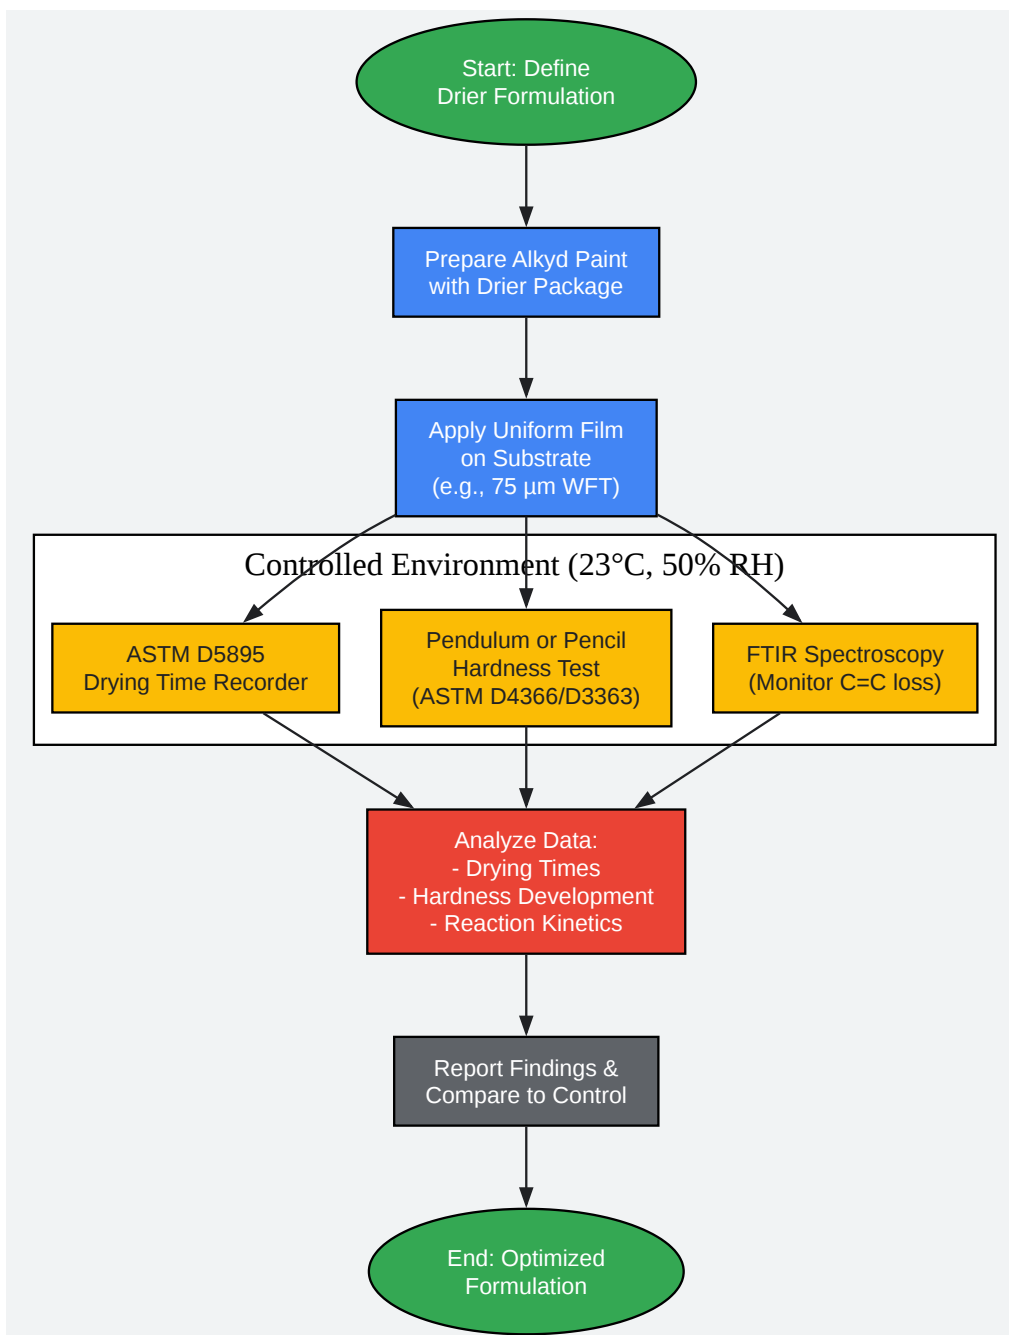 Start: Define
Drier Formulation
Prepare Alkyd Paint
with Drier Package
Apply Uniform Film
on Substrate
(e.g., 75 µm WFT)
Controlled Environment (23°C, 50% RH)
ASTM D5895
Drying Time Recorder
Pendulum or Pencil
Hardness Test
(ASTM D4366/D3363)
FTIR Spectroscopy
(Monitor C=C loss)
Analyze Data:
- Drying Times
- Hardness Development
- Reaction Kinetics
Report Findings &
Compare to Control
End: Optimized
Formulation